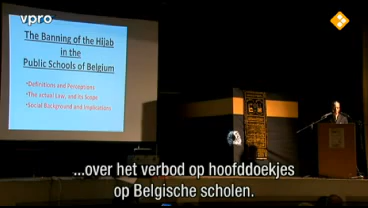 vpro
The Banning of the Hijab
in the
Public Schools of Belgium
•Definitions and Perceptions
•The actual Law, and its Scope
•Social Background and Implications
...over het verbod op hoofddoekjes
op Belgische scholen.